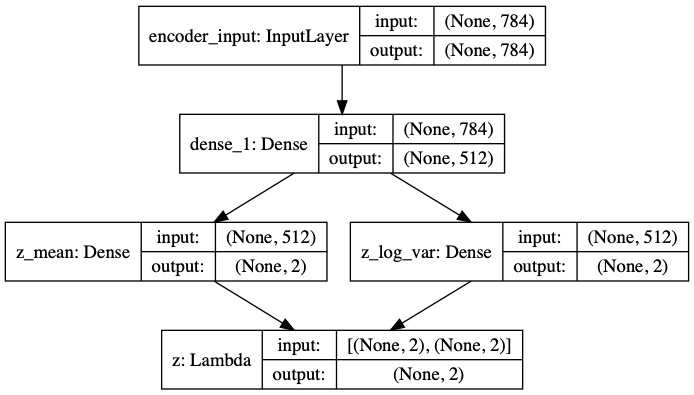 encoder_input: InputLayer
input: (None, 784)
output: (None, 784)
dense_1: Dense
input: (None, 784)
output: (None, 512)
z_mean: Dense
input: (None, 512)
output: (None, 2)
z_log_var: Dense
input: (None, 512)
output: (None, 2)
z: Lambda
input: [(None, 2), (None, 2)]
output: (None, 2)